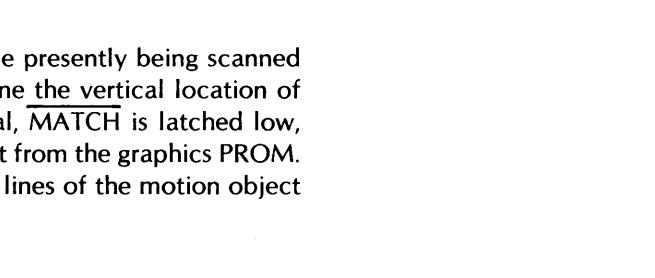 e presently being scanned
ne the vertical location of
al, MATCH is latched low,
t from the graphics PROM.
lines of the motion object